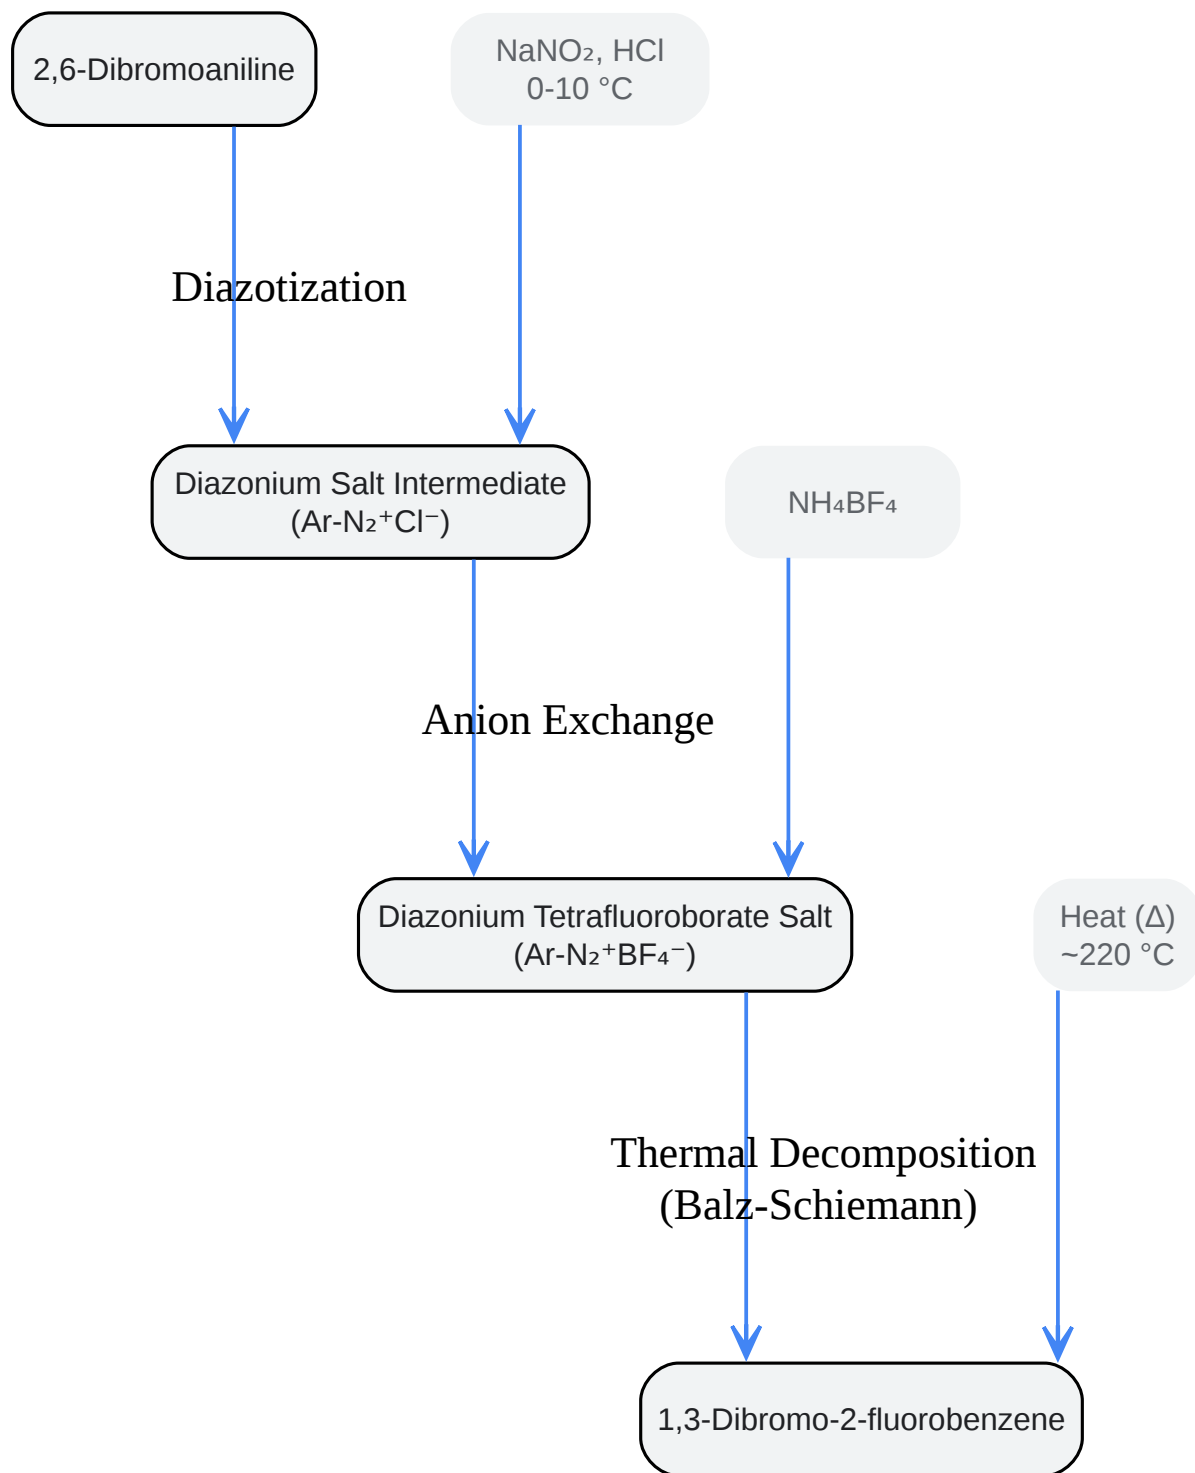 2,6-Dibromoaniline
NaNO₂, HCl
0-10 °C
Diazotization
Diazonium Salt Intermediate
(Ar-N₂⁺Cl⁻)
NH₄BF₄
Anion Exchange
Diazonium Tetrafluoroborate Salt
(Ar-N₂⁺BF₄⁻)
Heat (Δ)
~220 °C
Thermal Decomposition
(Balz-Schiemann)
1,3-Dibromo-2-fluorobenzene